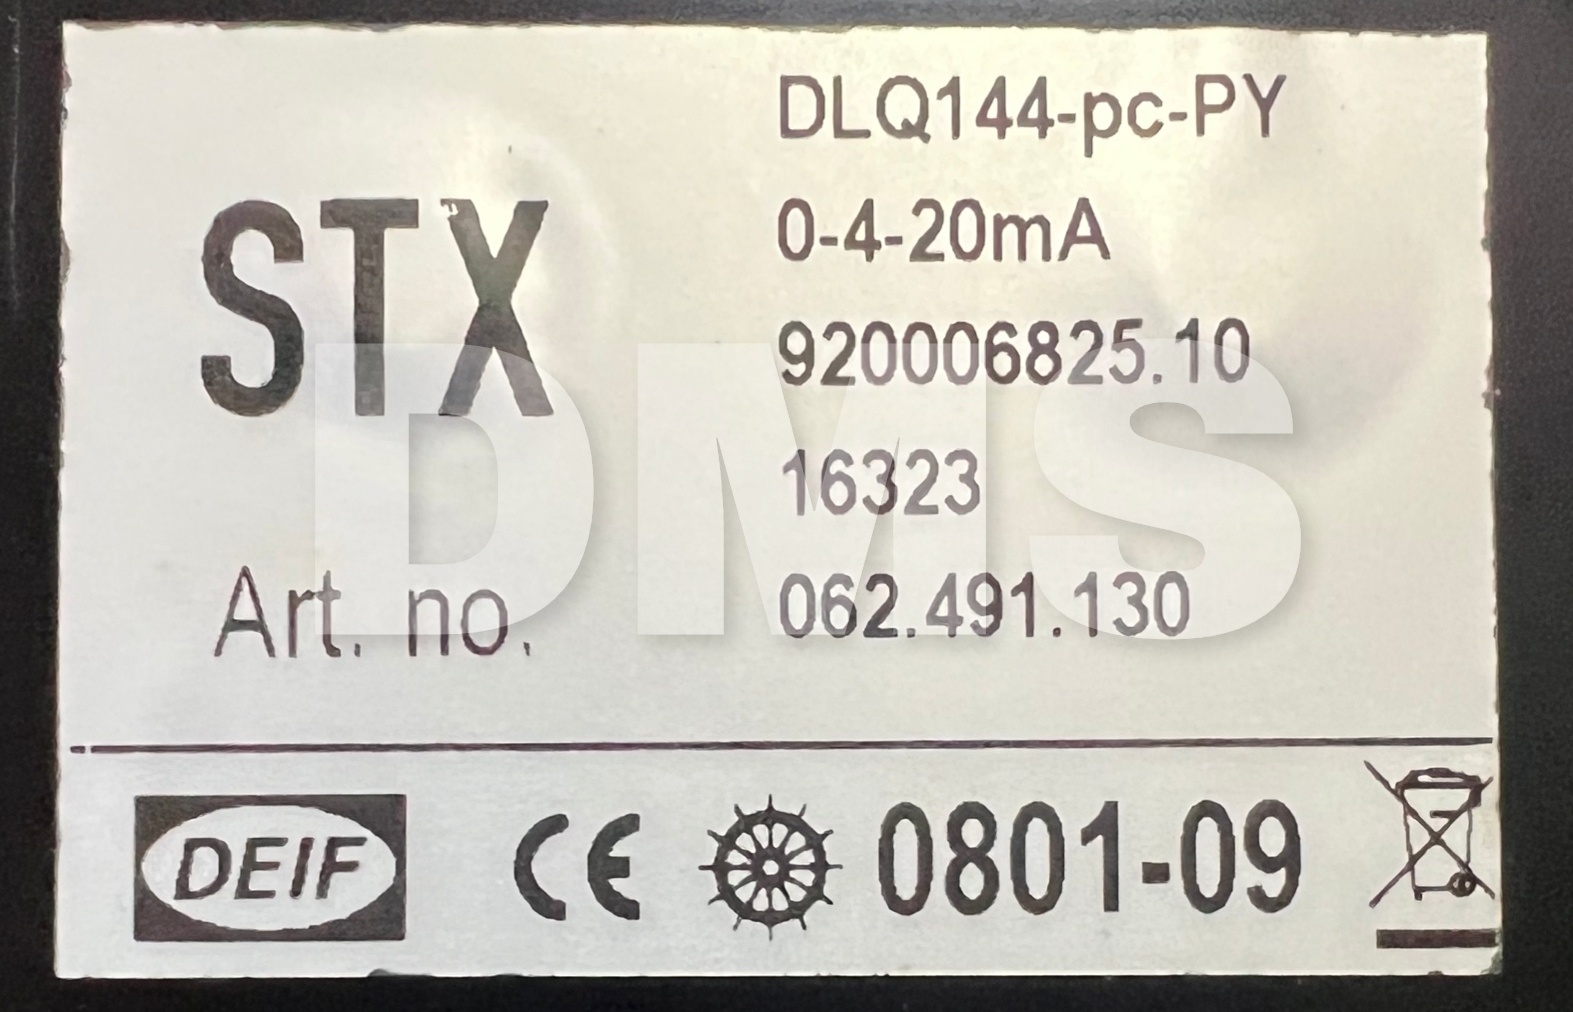 DLQ144-pc-PY
STX 0-4-20mA
920006825.10
16323
Art. no. 062.491.130
DMS
DEIF CE 0801-09